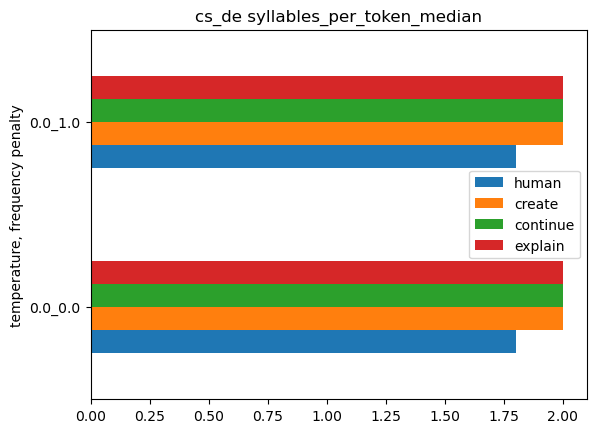 cs_de syllables_per_token_median
temperature, frequency penalty
0.0_1.0
0.0_0.0
human
create
continue
explain
0.00 0.25 0.50 0.75 1.00 1.25 1.50 1.75 2.00